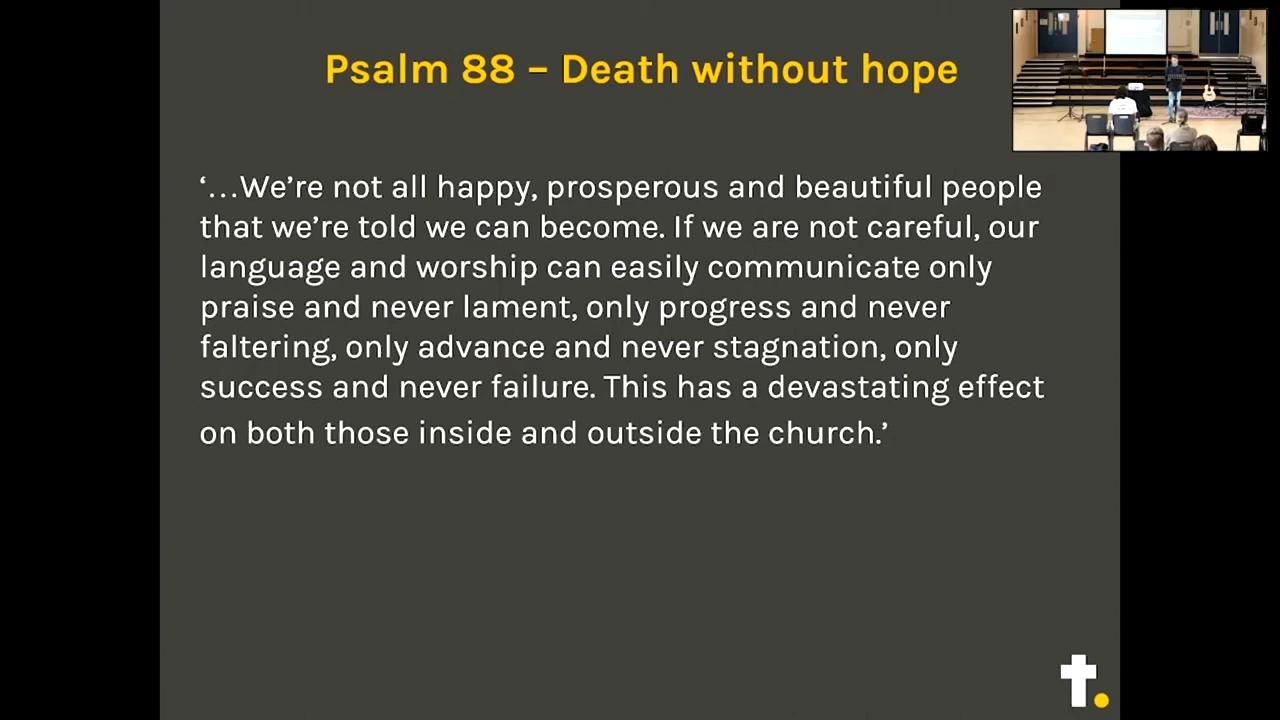 Psalm 88 – Death without hope
‘…We’re not all happy, prosperous and beautiful people
that we’re told we can become. If we are not careful, our
language and worship can easily communicate only
praise and never lament, only progress and never
faltering, only advance and never stagnation, only
success and never failure. This has a devastating effect
on both those inside and outside the church.’